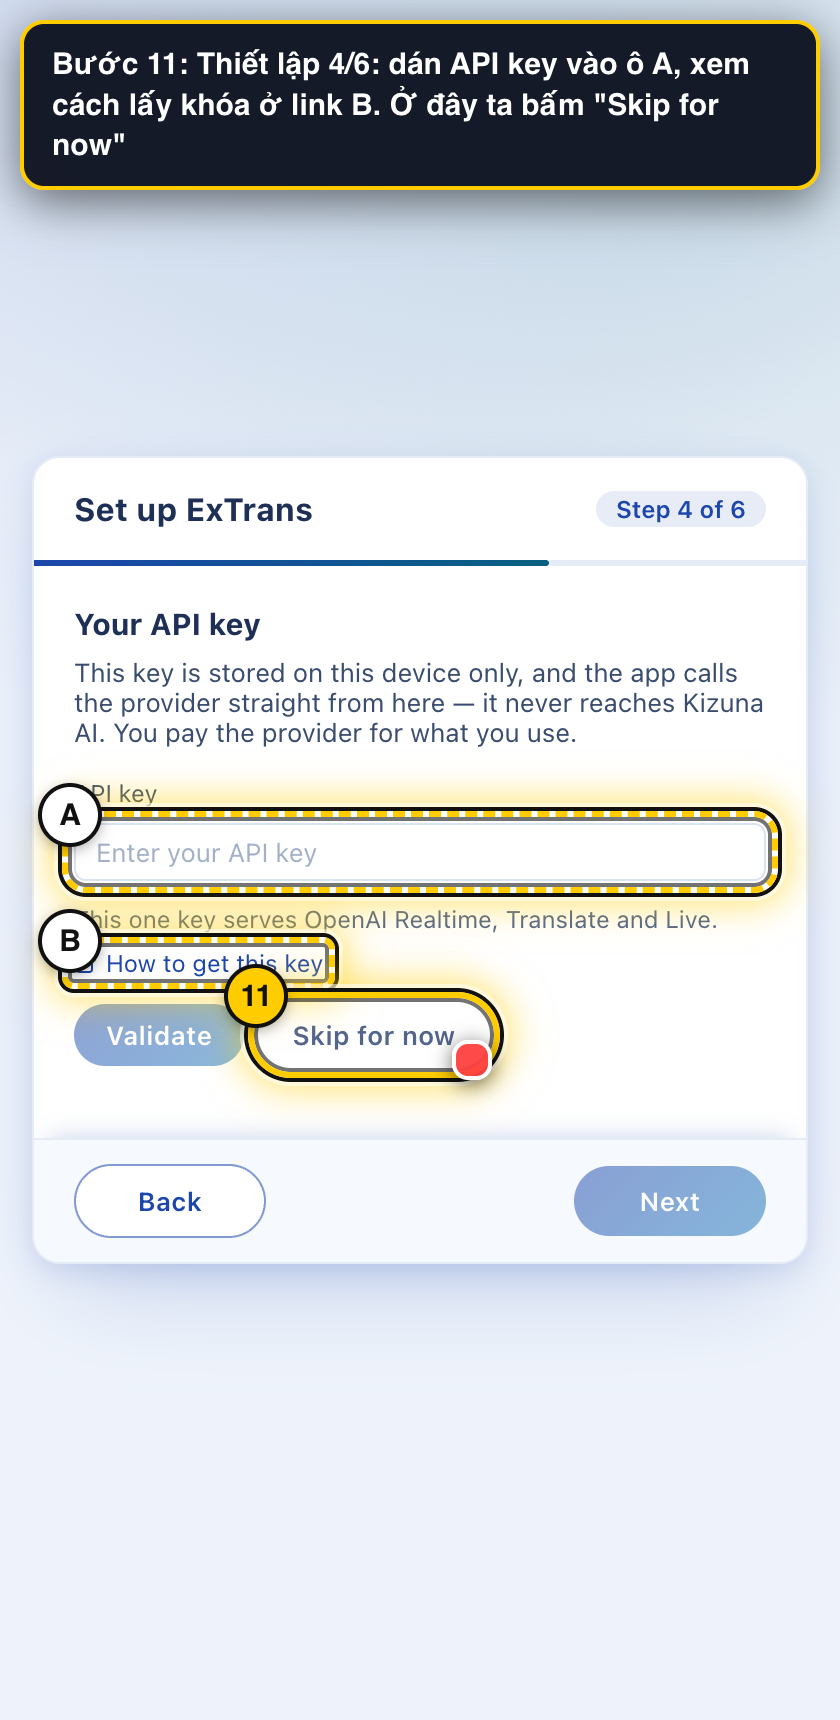 Bước 11: Thiết lập 4/6: dán API key vào ô A, xem
cách lấy khóa ở link B. Ở đây ta bấm "Skip for
now"
Set up ExTrans
Step 4 of 6
Your API key
This key is stored on this device only, and the app calls
the provider straight from here — it never reaches Kizuna
AI. You pay the provider for what you use.
API key
A
Enter your API key
This one key serves OpenAI Realtime, Translate and Live.
B
How to get this key
11
Validate
Skip for now
Back
Next